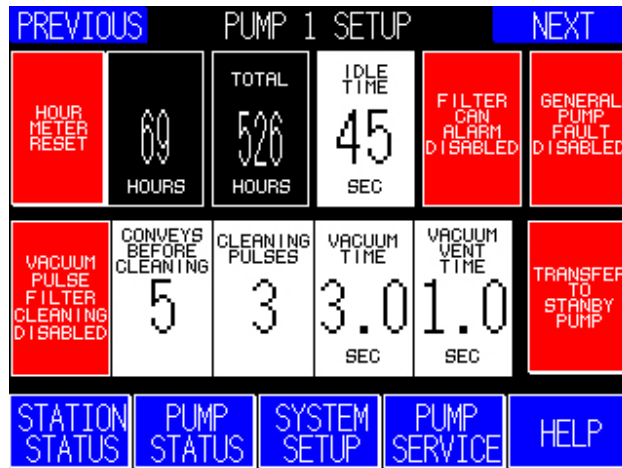 PREVIOUS PUMP 1 SETUP NEXT
HOUR
METER
RESET
69
HOURS
TOTAL
526
HOURS
IDLE
TIME
45
SEC
FILTER
CAN
ALARM
DISABLED
GENERAL
PUMP
FAULT
DISABLED
VACUUM
PULSE
FILTER
CLEANING
DISABLED
CONVEYS
BEFORE
CLEANING
5
CLEANING
PULSES
3
VACUUM
TIME
3.0
SEC
VACUUM
VENT
TIME
1.0
SEC
TRANSFER
TO
STANBY
PUMP
STATION
STATUS
PUMP
STATUS
SYSTEM
SETUP
PUMP
SERVICE
HELP